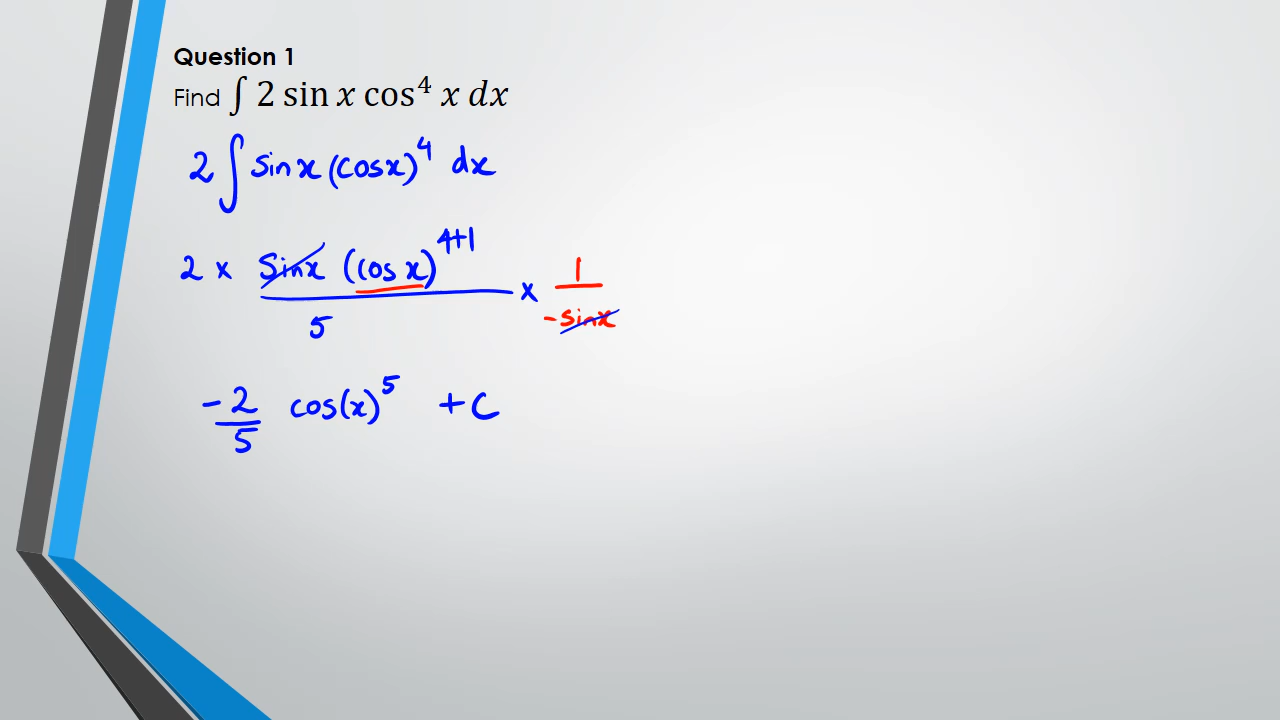 Question 1
Find ∫ 2 sin x cos⁴ x dx
2 ∫ sin x (cos x)⁴ dx
2 × sin x (cos x)⁴⁺¹ / 5 × 1 / -sin x
-2/5 cos(x)⁵ + C